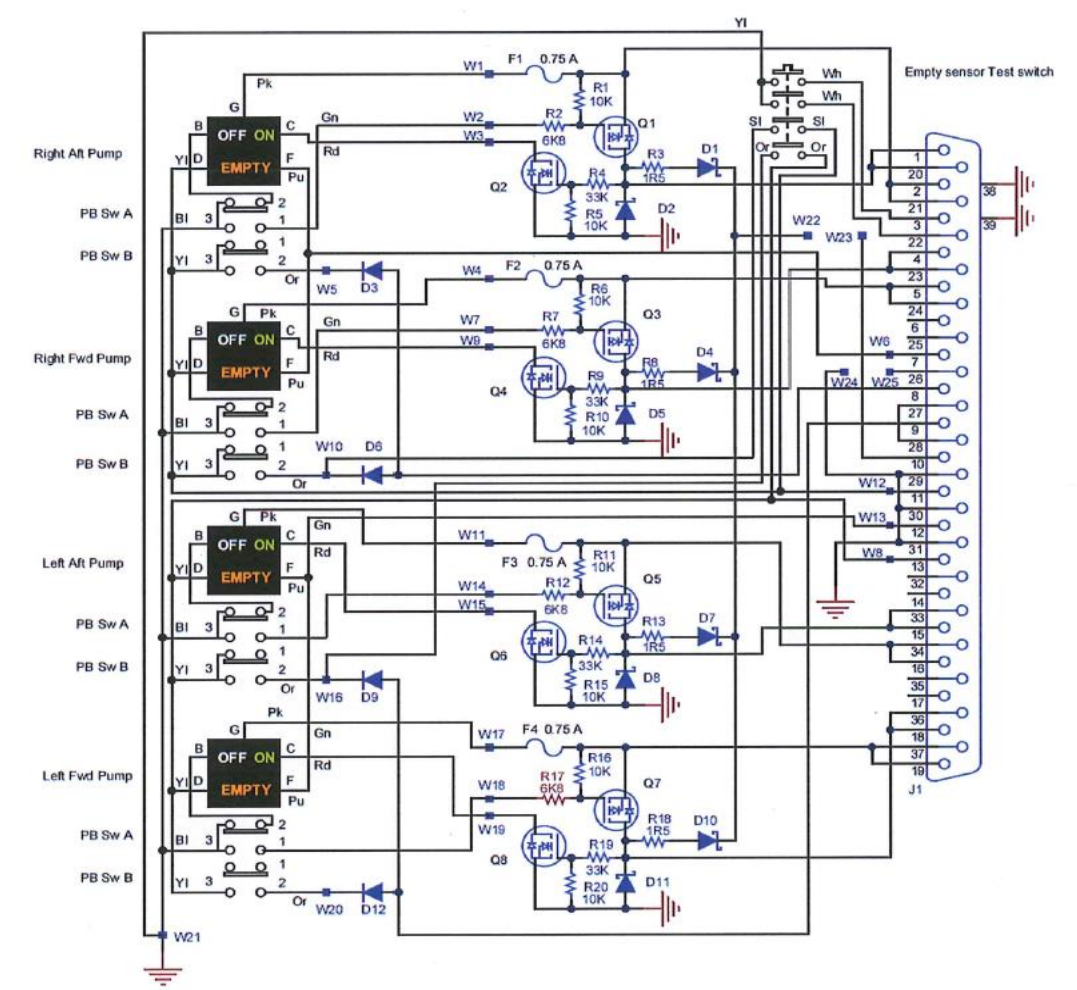 Yl
Empty sensor Test switch
W1
F1 0.75 A
Pk
G
R1
10K
Wh
Wh
Sl
Sl
Or
Or
Right Aft Pump
B
OFF ON
C
Gn
W2
R2
6K8
Q1
W3
Rd
Yl
D
EMPTY
F
Pu
Q2
R4
33K
R3
1R5
D1
R5
10K
D2
PB Sw A
Bl
3
2
1
PB Sw B
Yl
3
1
2
Or
W5
D3
W22
W23
W4
F2 0.75 A
G
Pk
R6
10K
Right Fwd Pump
B
OFF ON
C
Gn
W7
R7
6K8
Q3
W9
Rd
Yl
D
EMPTY
F
Pu
Q4
R9
33K
R8
1R5
D4
R10
10K
D5
W6
W24
W25
PB Sw A
Bl
3
2
1
PB Sw B
Yl
3
1
2
Or
W10
D6
W12
W13
W8
G
Pk
Gn
W11
F3 0.75 A
R11
10K
Left Aft Pump
B
OFF ON
C
Rd
Yl
D
EMPTY
F
Pu
W14
R12
6K8
Q5
W15
Q6
R14
33K
R13
1R5
D7
R15
10K
D8
PB Sw A
Bl
3
2
1
PB Sw B
Yl
3
1
2
Or
W16
D9
G
Pk
Gn
W17
F4 0.75 A
R16
10K
Left Fwd Pump
B
OFF ON
C
Rd
Yl
D
EMPTY
F
Pu
W18
R17
6K8
Q7
W19
Q8
R19
33K
R18
1R5
D10
R20
10K
D11
PB Sw A
Bl
3
2
1
PB Sw B
Yl
3
1
2
Or
W20
D12
W21
1
20
2
21
3
22
4
23
5
24
6
25
7
26
8
27
9
28
10
29
11
30
12
31
13
32
14
33
15
34
16
35
17
36
18
37
19
J1
38
39